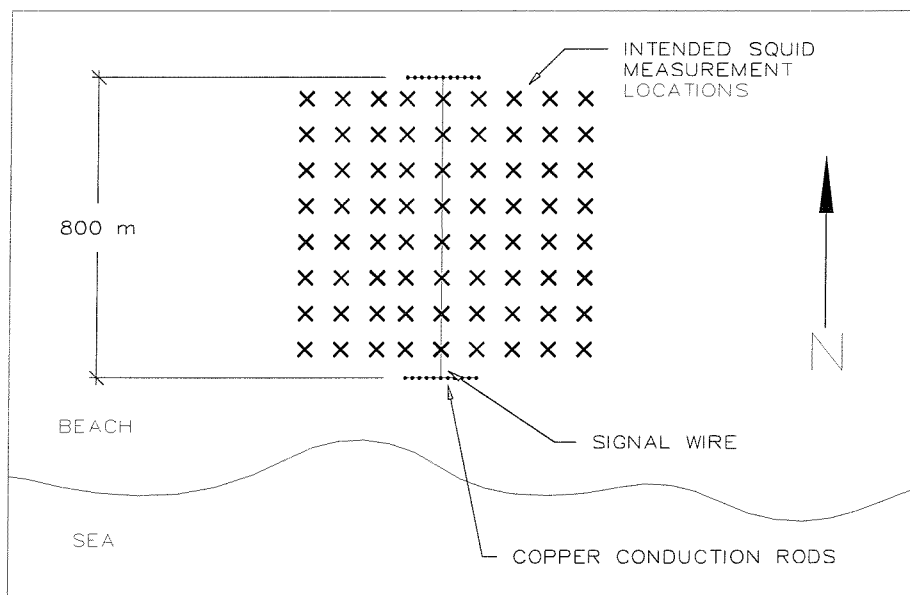 INTENDED SQUID
MEASUREMENT
LOCATIONS
800 m
N
BEACH
SIGNAL WIRE
SEA
COPPER CONDUCTION RODS